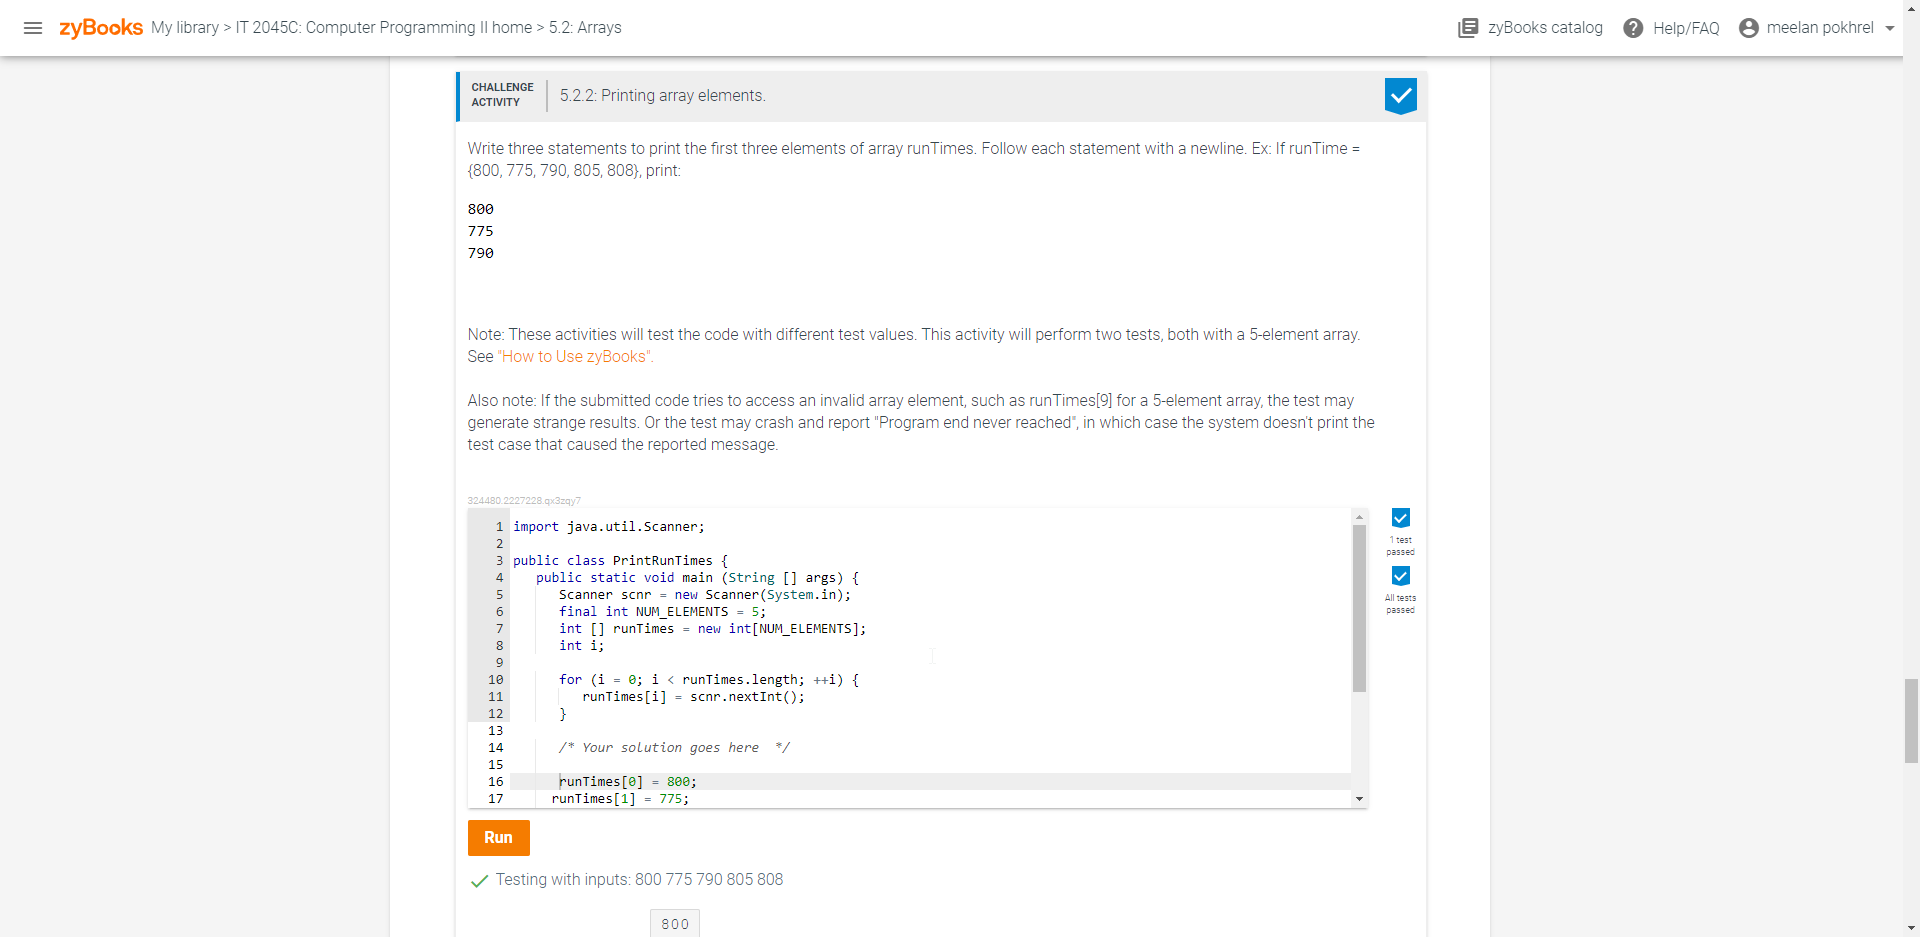 zyBooks My library > IT 2045C: Computer Programming II home > 5.2: Arrays
zyBooks catalog Help/FAQ meelan pokhrel
CHALLENGE ACTIVITY 5.2.2: Printing array elements.
Write three statements to print the first three elements of array runTimes. Follow each statement with a newline. Ex: If runTime =
{800, 775, 790, 805, 808}, print:
800
775
790
Note: These activities will test the code with different test values. This activity will perform two tests, both with a 5-element array.
See "How to Use zyBooks".
Also note: If the submitted code tries to access an invalid array element, such as runTimes[9] for a 5-element array, the test may
generate strange results. Or the test may crash and report "Program end never reached", in which case the system doesn't print the
test case that caused the reported message.
324480.2227228.qx3zqy7
1 import java.util.Scanner;
2
3 public class PrintRunTimes {
4 public static void main (String [] args) {
5 Scanner scnr = new Scanner(System.in);
6 final int NUM_ELEMENTS = 5;
7 int [] runTimes = new int[NUM_ELEMENTS];
8 int i;
9
10 for (i = 0; i < runTimes.length; ++i) {
11 runTimes[i] = scnr.nextInt();
12 }
13
14 /* Your solution goes here  */
15
16 runTimes[0] = 800;
17 runTimes[1] = 775;
1 test
passed
All tests
passed
Run
Testing with inputs: 800 775 790 805 808
800